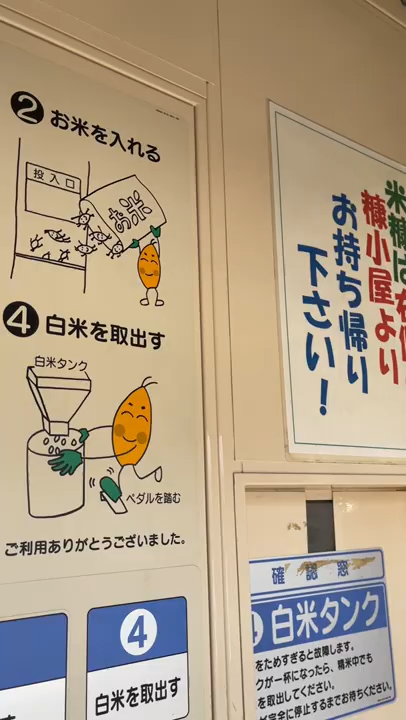 ② お米を入れる
投入口
お米
④ 白米を取出す
白米タンク
ペダルを踏む
ご利用ありがとうございました。
④
白米を取出す
米糠は
糠小屋より
お持ち帰り
下さい！
確認窓
白米タンク
をためすぎると故障します。
クが一杯になったら、精米中でも
を取出してください。
完全に停止するまでお待ちください。